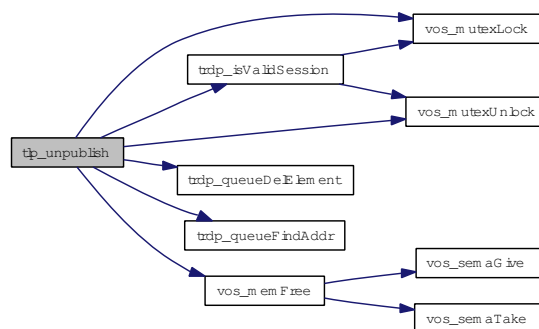 vos_mutexLock
trdp_isValidSession
vos_mutexUnlock
tlp_unpublish
trdp_queueDelElement
trdp_queueFindAddr
vos_semaGive
vos_memFree
vos_semaTake